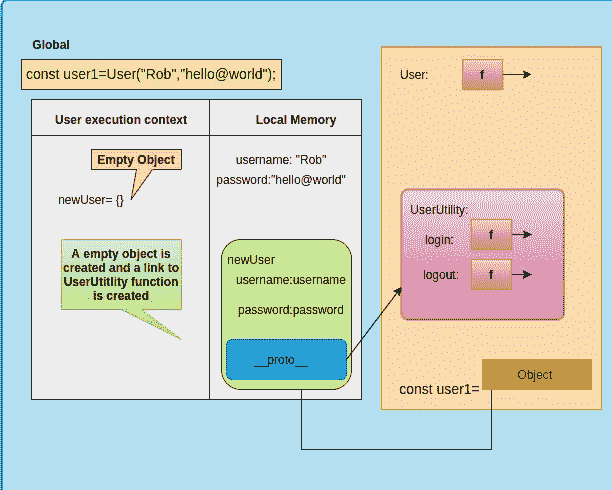 Global
const user1=User("Rob","hello@world");
User execution context
Local Memory
Empty Object
newUser= {}
username: "Rob"
password:"hello@world"
A empty object is
created and a link to
UserUtitlity function
is created
newUser
username:username
password:password
__proto__
User:
f
UserUtility:
login:
f
logout:
f
const user1=
Object